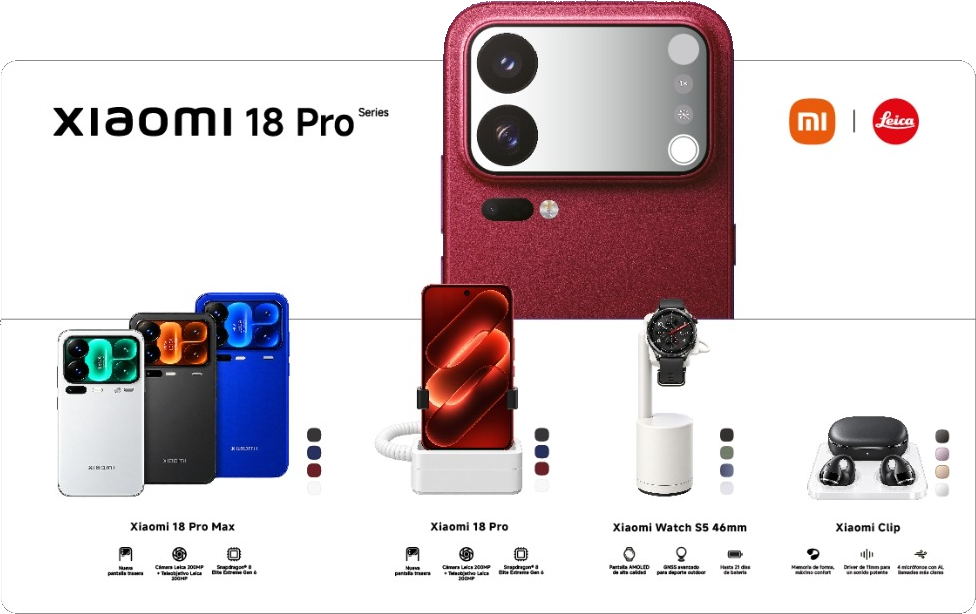 xiaomi 18 Pro Series
mi | Leica
1X
XIAOMI
XIAOMI
XIAOMI
Xiaomi 18 Pro Max
Nueva
pantalla trasera
Cámara Leica 200MP
+ Teleobjetivo Leica
200MP
Snapdragon® 8
Elite Extreme Gen 6
Xiaomi 18 Pro
Nueva
pantalla trasera
Cámara Leica 200MP
+ Teleobjetivo Leica
200MP
Snapdragon® 8
Elite Extreme Gen 6
Xiaomi Watch S5 46mm
Pantalla AMOLED
de alta calidad
GNSS avanzado
para deporte outdoor
Hasta 21 días
de batería
Xiaomi Clip
Memoria de forma,
máximo confort
Driver de 11mm para
un sonido potente
4 micrófonos con AI,
llamadas más claras